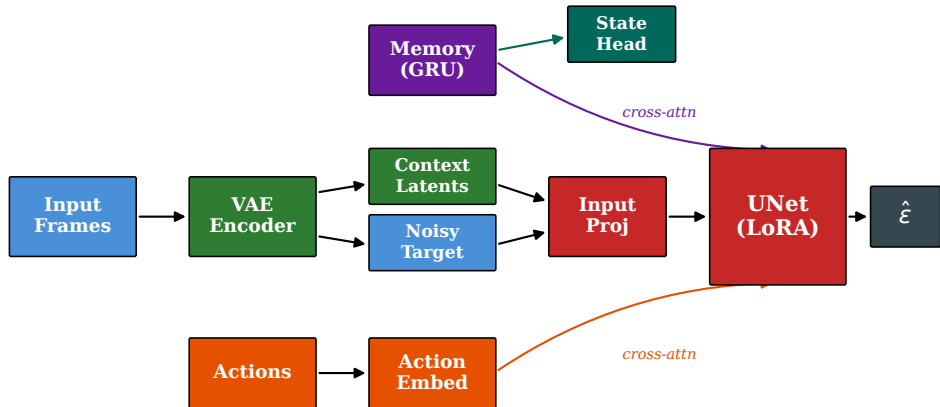 State
Head
Memory
(GRU)
cross-attn
Context
Latents
Input
Frames
VAE
Encoder
Noisy
Target
Input
Proj
UNet
(LoRA)
ε̂
Actions
Action
Embed
cross-attn